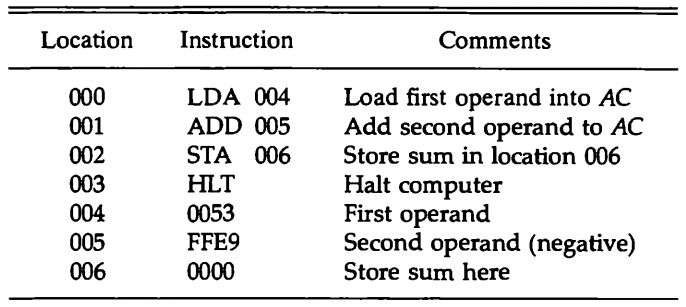 Location Instruction Comments
000 LDA 004 Load first operand into AC
001 ADD 005 Add second operand to AC
002 STA 006 Store sum in location 006
003 HLT Halt computer
004 0053 First operand
005 FFE9 Second operand (negative)
006 0000 Store sum here